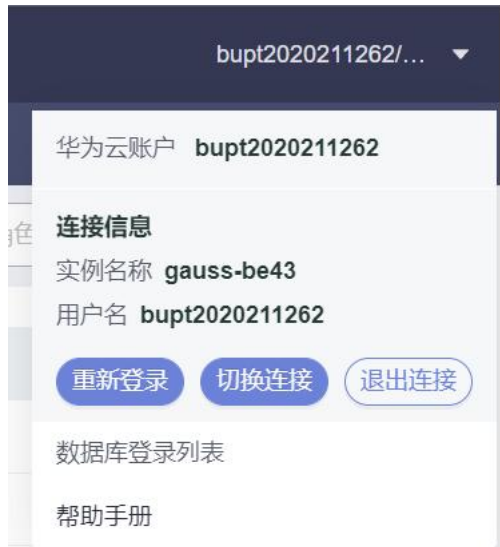 bupt2020211262/...
华为云账户 bupt2020211262
连接信息
实例名称 gauss-be43
用户名 bupt2020211262
重新登录 切换连接 退出连接
数据库登录列表
帮助手册